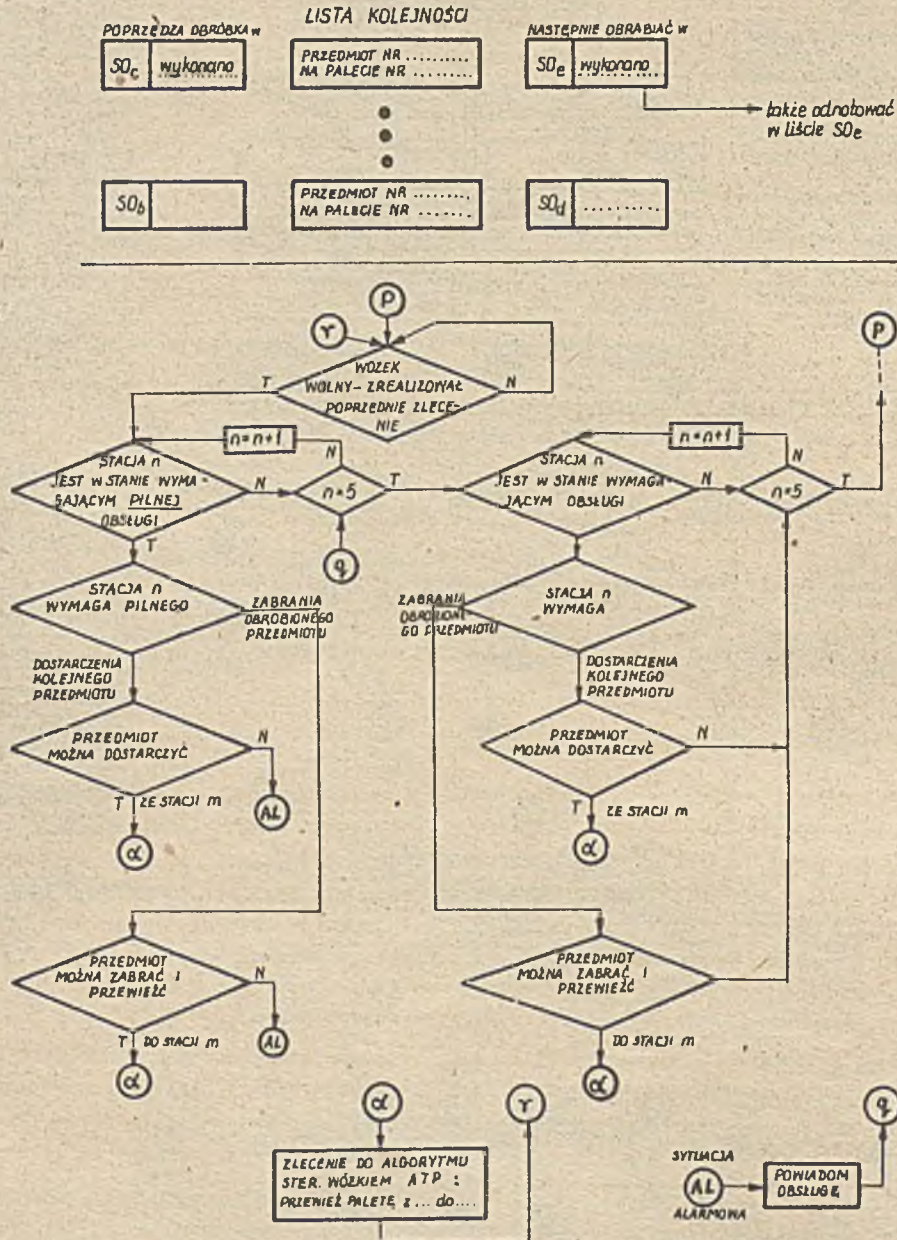 LISTA KOLEJNOŚCI
POPRZEDZA OBRÓBKA w
NASTĘPNIE OBRABIAĆ w
SOc wykonano
PRZEDMIOT NR .........
NA PALECIE NR .......
SOe wykonano
także odnotować
w liście SOe
SOb
PRZEDMIOT NR ........
NA PALECIE NR .......
SOd ............
P
P
r
WÓZEK
WOLNY-ZREALIZOWAŁ
POPRZEDNIE ZLECE-
NIE
T
N
n=n+1
N
STACJA n
JEST W STANIE WYMA-
GAJĄCYM PILNEJ
OBSŁUGI
N
n=5
T
T
q
n=n+1
N
STACJA n
JEST W STANIE WYMAGA-
JĄCYM OBSŁUGI
N
n=5
T
STACJA n
WYMAGA PILNEGO
ZABRANIA
OBROBIONEGO
PRZEDMIOTU
ZABRANIA
OBROBIONE-
GO PRZEDMIOTU
STACJA n
WYMAGA
DOSTARCZENIA
KOLEJNEGO
PRZEDMIOTU
DOSTARCZENIA
KOLEJNEGO
PRZEDMIOTU
PRZEDMIOT
MOŻNA DOSTARCZYĆ
N
AL
T ZE STACJI m
α
PRZEDMIOT
MOŻNA DOSTARCZYĆ
N
T ZE STACJI m
α
PRZEDMIOT
MOŻNA ZABRAĆ I
PRZEWIEŹĆ
N
AL
T DO STACJI m
α
PRZEDMIOT
MOŻNA ZABRAĆ I
PRZEWIEŹĆ
DO STACJI m
α
α
r
q
ZLECENIE DO ALGORYTMU
STER. WÓZKIEM ATP :
PRZEWIEŹ PALETĘ z ... do ....
SYTUACJA
AL
ALARMOWA
POWIADOM
OBSŁUGĘ